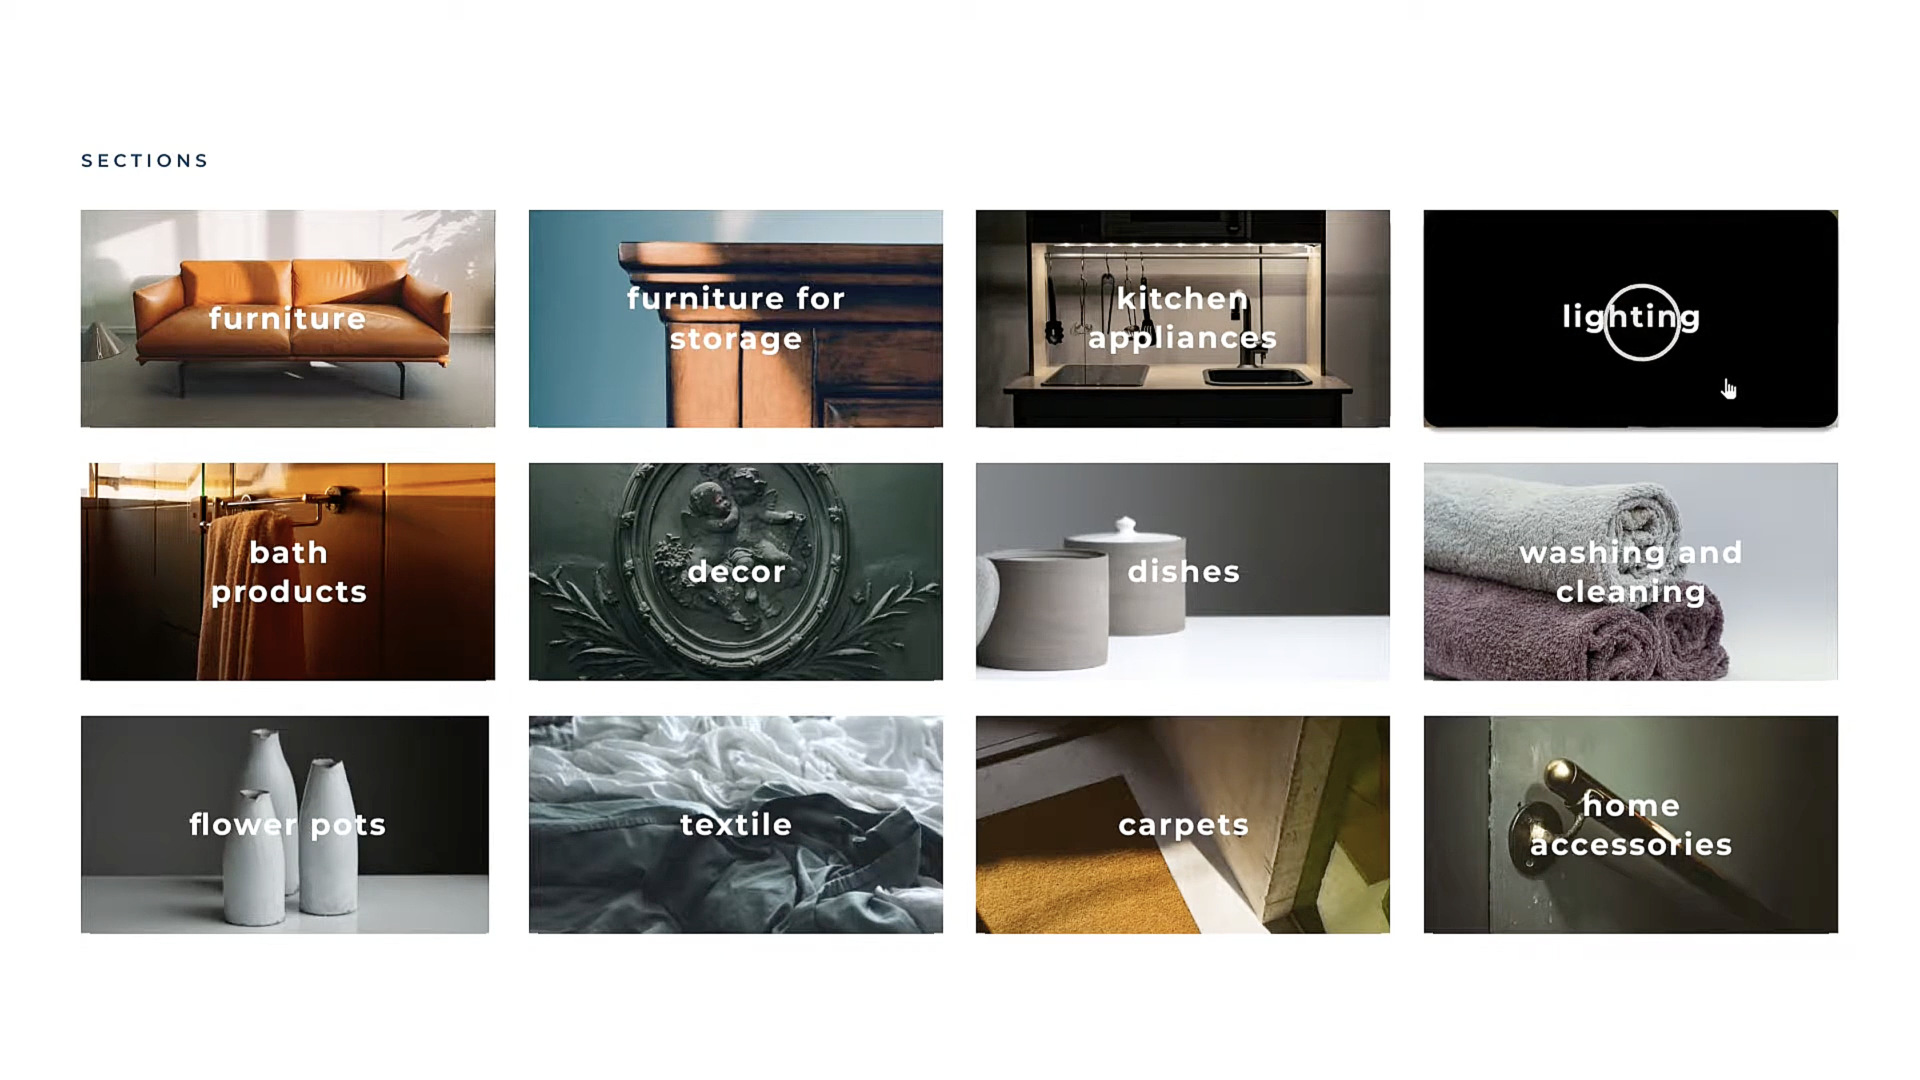 SECTIONS
furniture
furniture for
storage
kitchen
appliances
lighting
bath
products
decor
dishes
washing and
cleaning
flower pots
textile
carpets
home
accessories